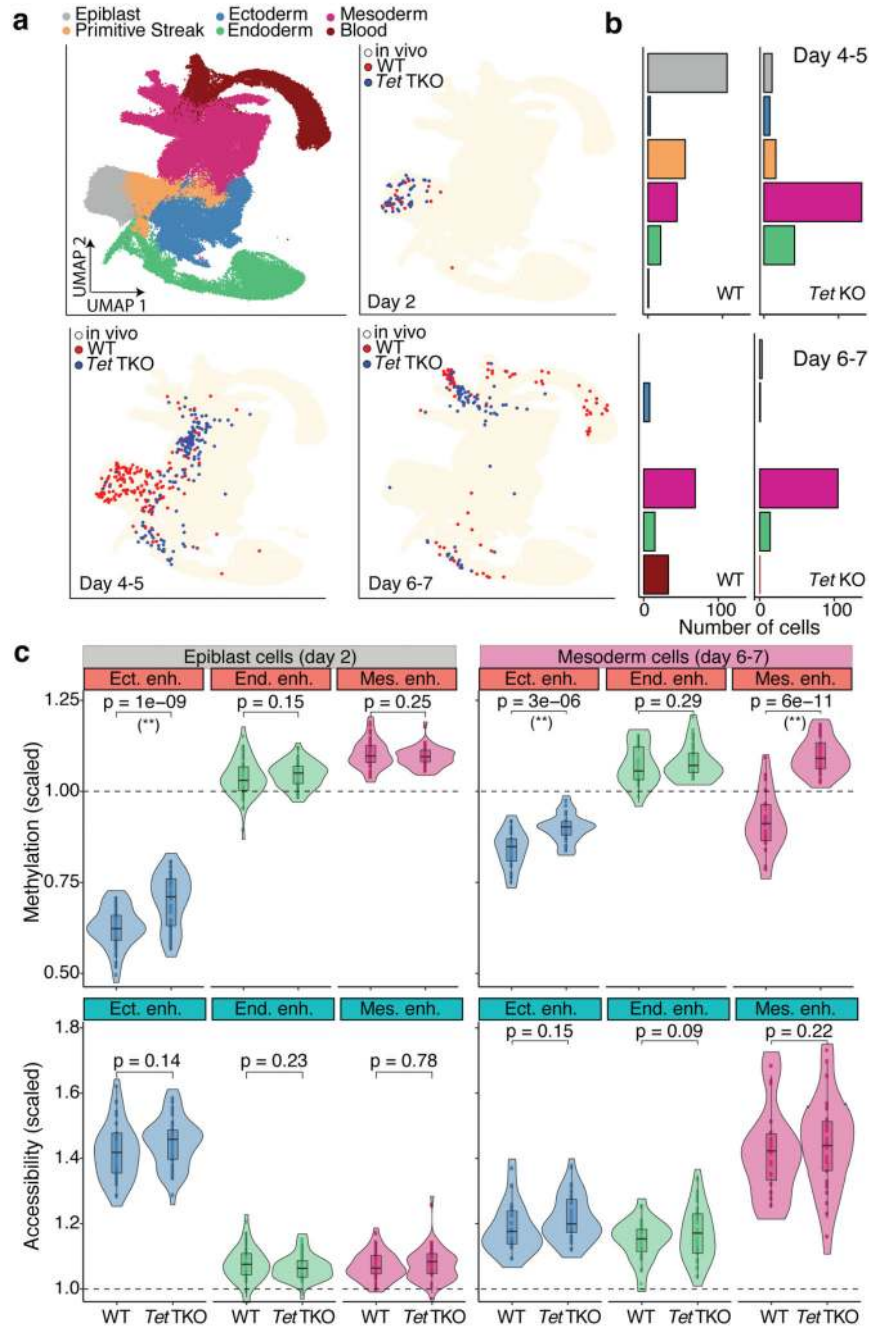 a
Epiblast Ectoderm Mesoderm
Primitive Streak Endoderm Blood
UMAP 2
UMAP 1
in vivo
WT
Tet TKO
Day 2
in vivo
WT
Tet TKO
Day 4-5
in vivo
WT
Tet TKO
Day 6-7
b
Day 4-5
WT
Tet KO
Day 6-7
WT
Tet KO
0 100 0 100
Number of cells
c
Epiblast cells (day 2) Mesoderm cells (day 6-7)
Ect. enh. End. enh. Mes. enh. Ect. enh. End. enh. Mes. enh.
p = 1e-09 p = 0.15 p = 0.25 p = 3e-06 p = 0.29 p = 6e-11
(**) (**) (**)
1.25
1.00
0.75
0.50
Methylation (scaled)
Ect. enh. End. enh. Mes. enh. Ect. enh. End. enh. Mes. enh.
p = 0.14 p = 0.23 p = 0.78 p = 0.15 p = 0.09 p = 0.22
1.8
1.6
1.4
1.2
1.0
Accessibility (scaled)
WT Tet TKO WT Tet TKO WT Tet TKO WT Tet TKO WT Tet TKO WT Tet TKO